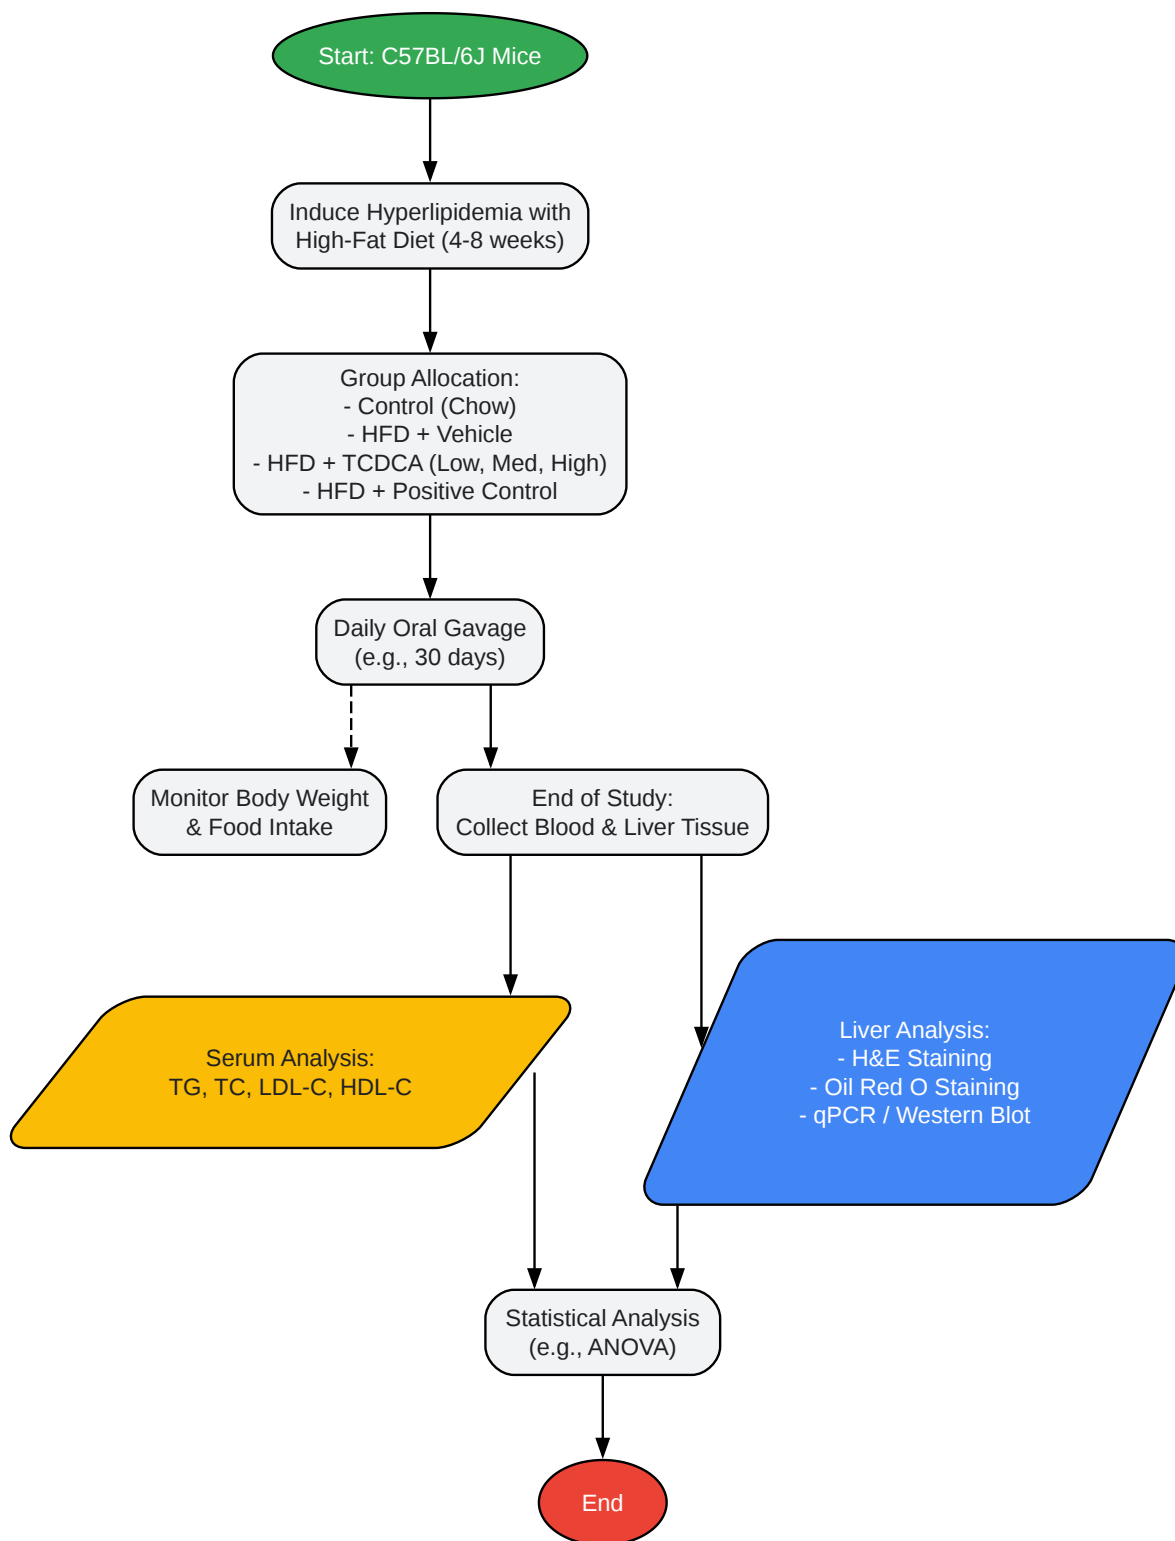 Start: C57BL/6J Mice
Induce Hyperlipidemia with
High-Fat Diet (4-8 weeks)
Group Allocation:
- Control (Chow)
- HFD + Vehicle
- HFD + TCDCA (Low, Med, High)
- HFD + Positive Control
Daily Oral Gavage
(e.g., 30 days)
Monitor Body Weight
& Food Intake
End of Study:
Collect Blood & Liver Tissue
Serum Analysis:
TG, TC, LDL-C, HDL-C
Liver Analysis:
- H&E Staining
- Oil Red O Staining
- qPCR / Western Blot
Statistical Analysis
(e.g., ANOVA)
End